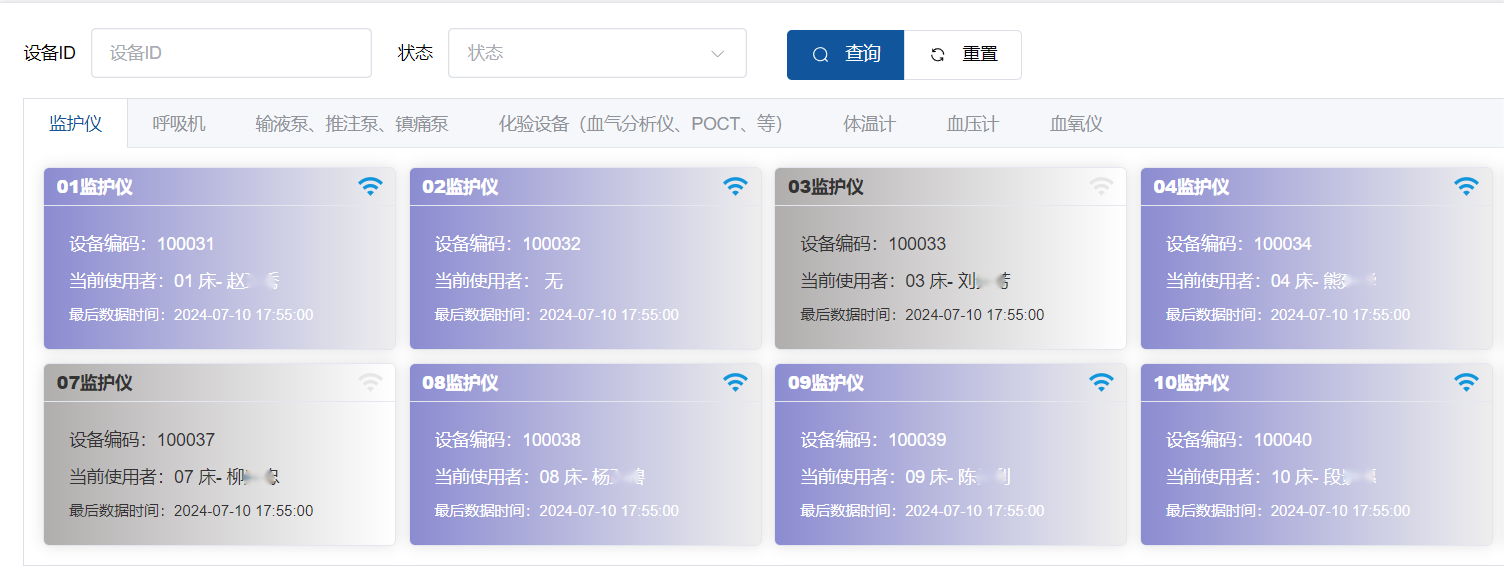 设备ID 设备ID 状态 状态 查询 重置
监护仪 呼吸机 输液泵、推注泵、镇痛泵 化验设备（血气分析仪、POCT、等） 体温计 血压计 血氧仪
01监护仪
设备编码：100031
当前使用者：01 床- 赵
最后数据时间：2024-07-10 17:55:00
02监护仪
设备编码：100032
当前使用者： 无
最后数据时间：2024-07-10 17:55:00
03监护仪
设备编码：100033
当前使用者：03 床- 刘
最后数据时间：2024-07-10 17:55:00
04监护仪
设备编码：100034
当前使用者：04 床- 熊
最后数据时间：2024-07-10 17:55:00
07监护仪
设备编码：100037
当前使用者：07 床- 柳
最后数据时间：2024-07-10 17:55:00
08监护仪
设备编码：100038
当前使用者：08 床- 杨
最后数据时间：2024-07-10 17:55:00
09监护仪
设备编码：100039
当前使用者：09 床- 陈
最后数据时间：2024-07-10 17:55:00
10监护仪
设备编码：100040
当前使用者：10 床- 段
最后数据时间：2024-07-10 17:55:00